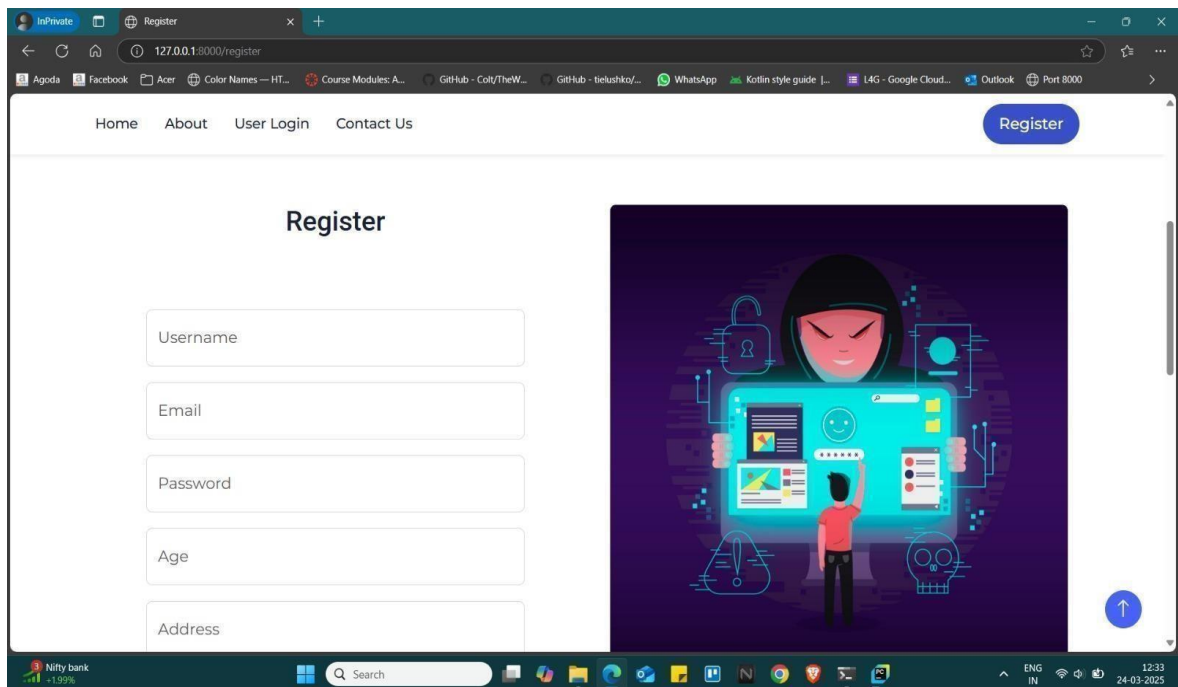 InPrivate
Register
127.0.0.1:8000/register
Agoda Facebook Acer Color Names — HT... Course Modules: A... GitHub - Colt/TheW... GitHub - tielushko/... WhatsApp Kotlin style guide |... L4G - Google Cloud... Outlook Port 8000
Home About User Login Contact Us Register
Register
Username
Email
Password
Age
Address
3 Nifty bank
+1.99%
Search
ENG
IN
12:33
24-03-2025